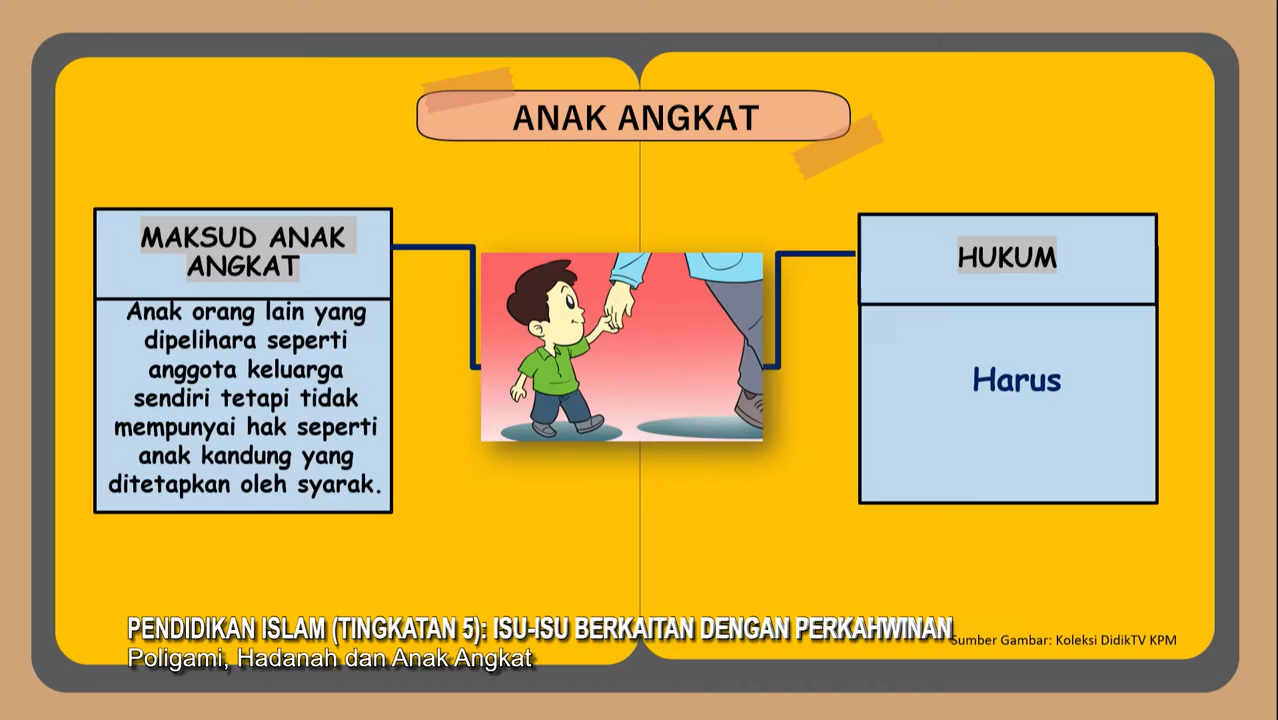 ANAK ANGKAT
MAKSUD ANAK
ANGKAT
Anak orang lain yang
dipelihara seperti
anggota keluarga
sendiri tetapi tidak
mempunyai hak seperti
anak kandung yang
ditetapkan oleh syarak.
HUKUM
Harus
PENDIDIKAN ISLAM (TINGKATAN 5): ISU-ISU BERKAITAN DENGAN PERKAHWINAN
Poligami, Hadanah dan Anak Angkat
Sumber Gambar: Koleksi DidikTV KPM